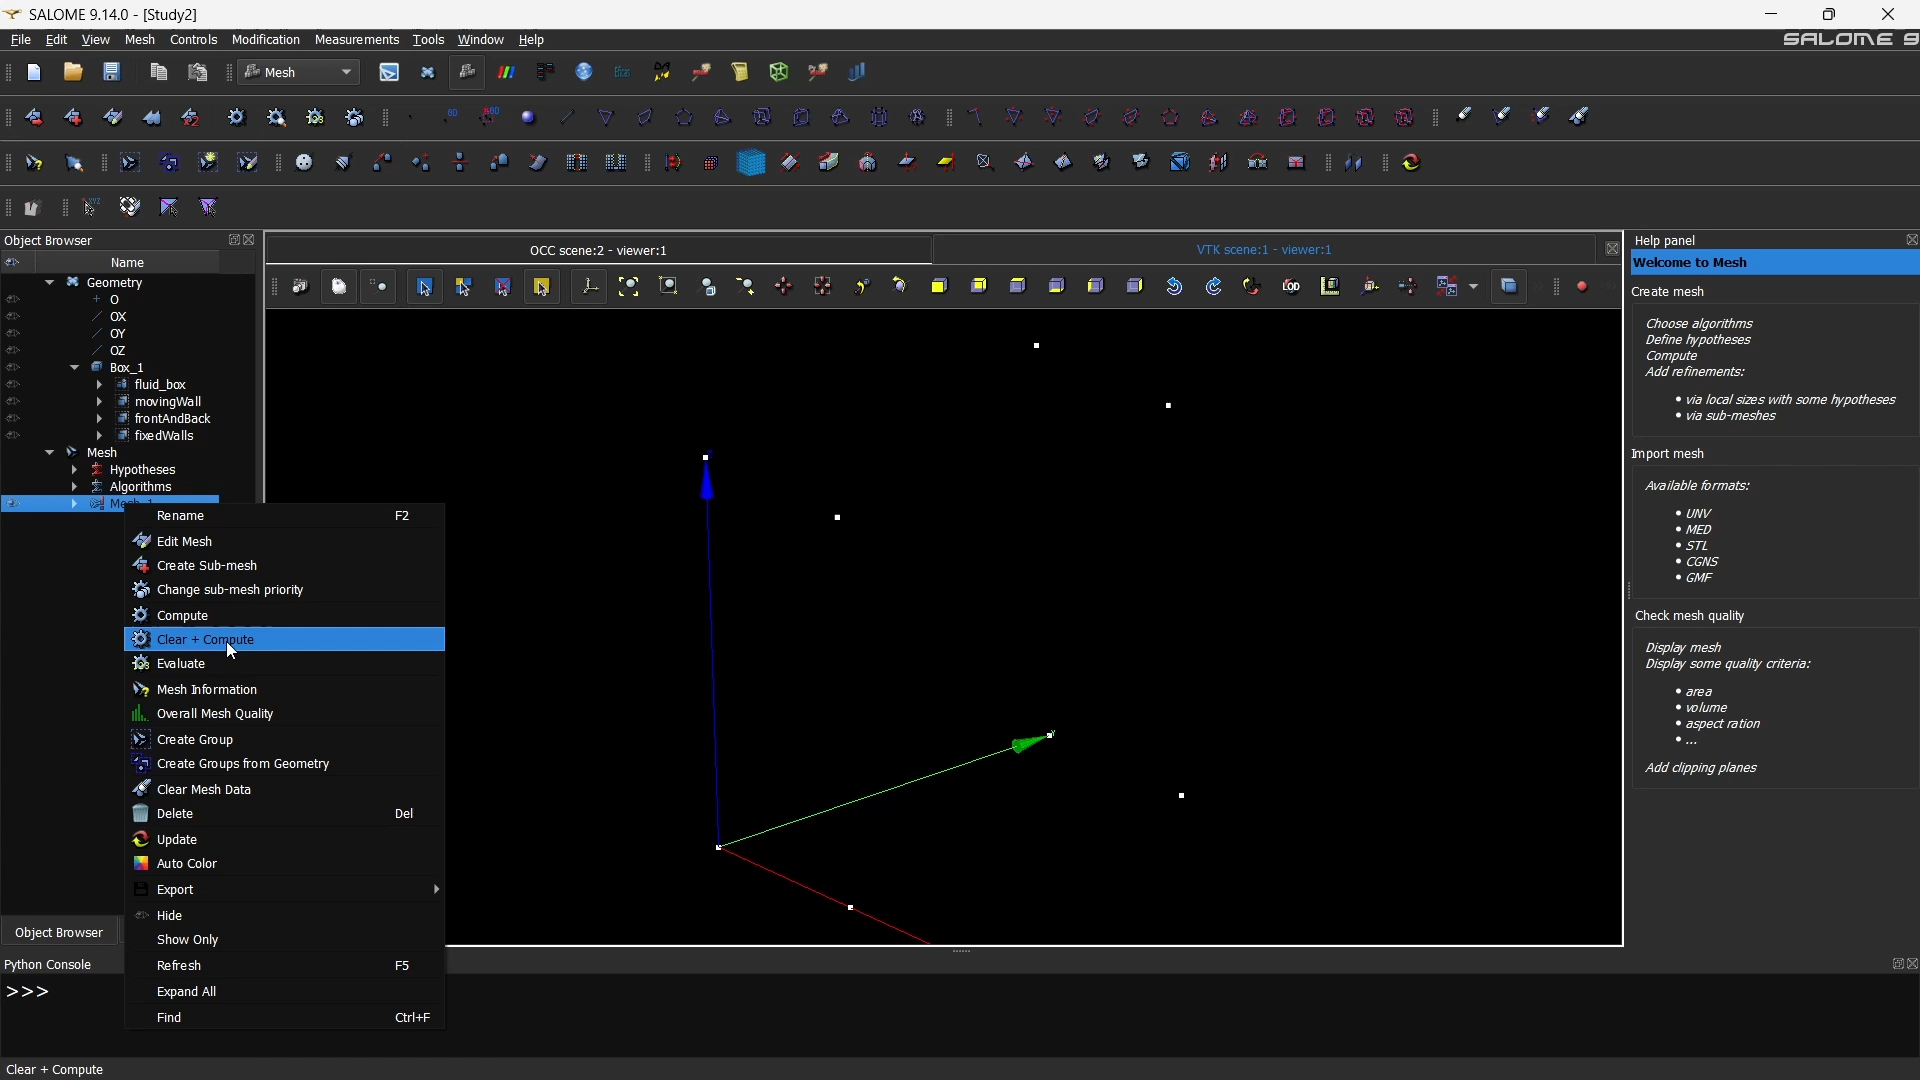 SALOME 9.14.0 - [Study2]
File Edit View Mesh Controls Modification Measurements Tools Window Help
SALOME 9
Mesh
Object Browser
Name
Geometry
O
OX
OY
OZ
Box_1
fluid_box
movingWall
frontAndBack
fixedWalls
Mesh
Hypotheses
Algorithms
Mesh_1
Rename F2
Edit Mesh
Create Sub-mesh
Change sub-mesh priority
Compute
Clear + Compute
Evaluate
Mesh Information
Overall Mesh Quality
Create Group
Create Groups from Geometry
Clear Mesh Data
Delete Del
Update
Auto Color
Export
Hide
Show Only
Refresh F5
Expand All
Find Ctrl+F
Object Browser
Python Console
>>>
Clear + Compute
OCC scene:2 - viewer:1
VTK scene:1 - viewer:1
Y
Help panel
Welcome to Mesh
Create mesh
Choose algorithms
Define hypotheses
Compute
Add refinements:
• via local sizes with some hypotheses
• via sub-meshes
Import mesh
Available formats:
• UNV
• MED
• STL
• CGNS
• GMF
Check mesh quality
Display mesh
Display some quality criteria:
• area
• volume
• aspect ration
• ...
Add clipping planes